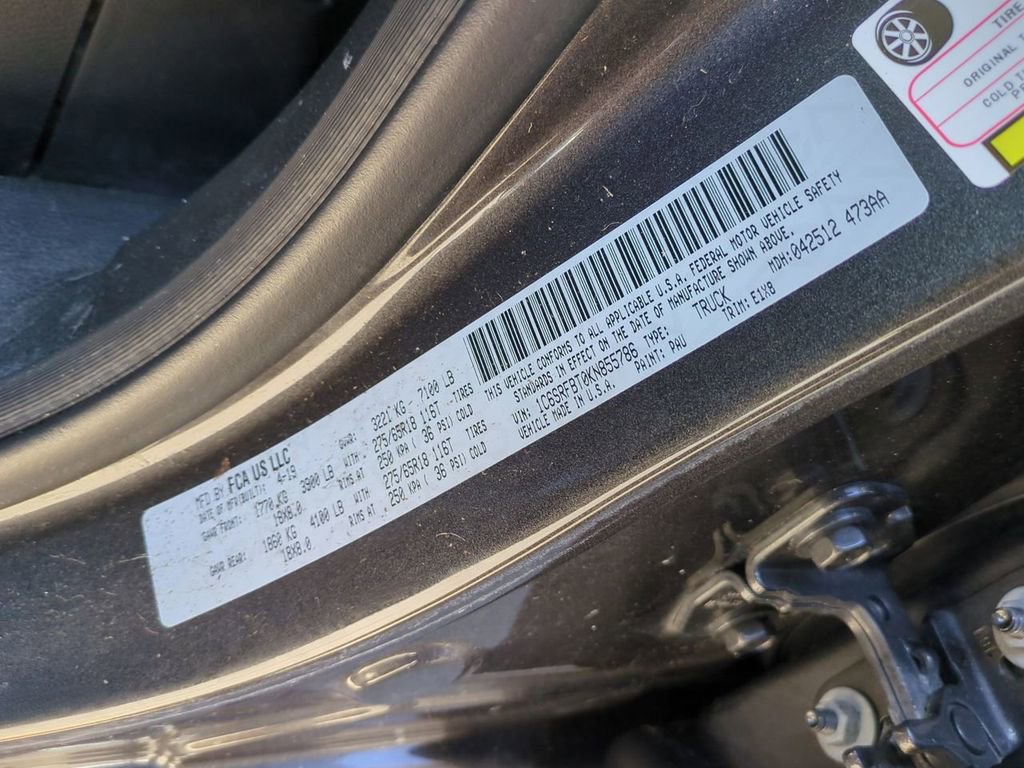 MFD BY FCA US LLC
DATE OF MFR(BUILT): 4-19
GVWR: 3221 KG 7100 LB
GAWR FRONT: 1770 KG 3900 LB WITH 275/65R18 116T TIRES
18X8.0 RIMS AT 250 KPA ( 36 PSI) COLD
GAWR REAR: 1860 KG 4100 LB WITH 275/65R18 116T TIRES
18X8.0 RIMS AT 250 KPA ( 36 PSI) COLD
THIS VEHICLE CONFORMS TO ALL APPLICABLE U.S.A. FEDERAL MOTOR VEHICLE SAFETY
STANDARDS IN EFFECT ON THE DATE OF MANUFACTURE SHOWN ABOVE.
MDH:042512 473AA
VIN: 1C6SRFBT0KN855786 TYPE: TRUCK
VEHICLE MADE IN U.S.A. PAINT: PAU TRIM: E1X8
TIRE
ORIGINAL T
COLD T